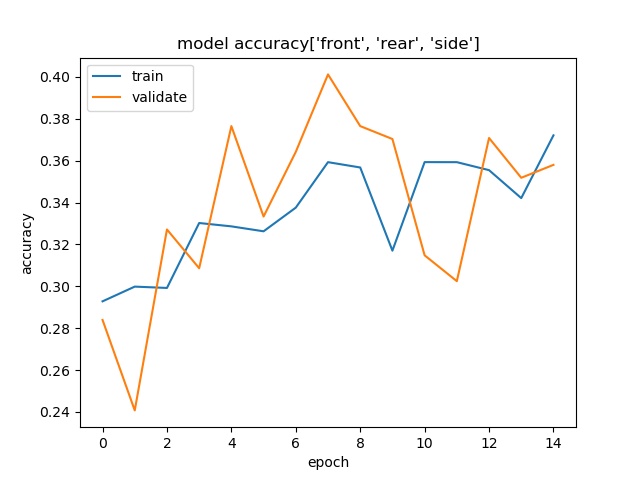 model accuracy['front', 'rear', 'side']
train
validate
0.40
0.38
0.36
0.34
0.32
0.30
0.28
0.26
0.24
accuracy
0 2 4 6 8 10 12 14
epoch